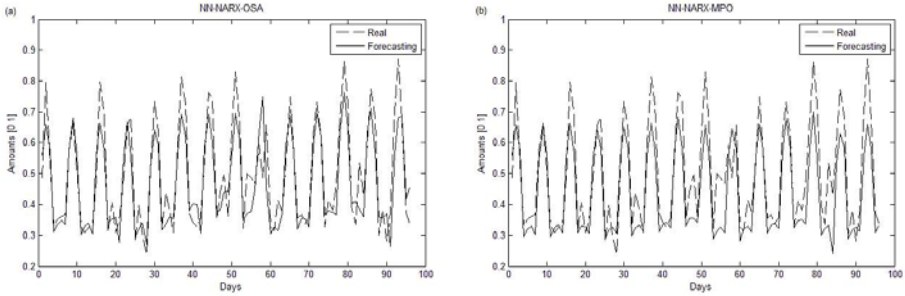 (a)
NN-NARX-OSA
1
0.9
0.8
0.7
0.6
0.5
0.4
0.3
0.2
Amounts [0 1]
Real
Forecasting
0 10 20 30 40 50 60 70 80 90 100
Days
(b)
NN-NARX-MPO
1
0.9
0.8
0.7
0.6
0.5
0.4
0.3
0.2
Amounts [0 1]
Real
Forecasting
0 10 20 30 40 50 60 70 80 90 100
Days